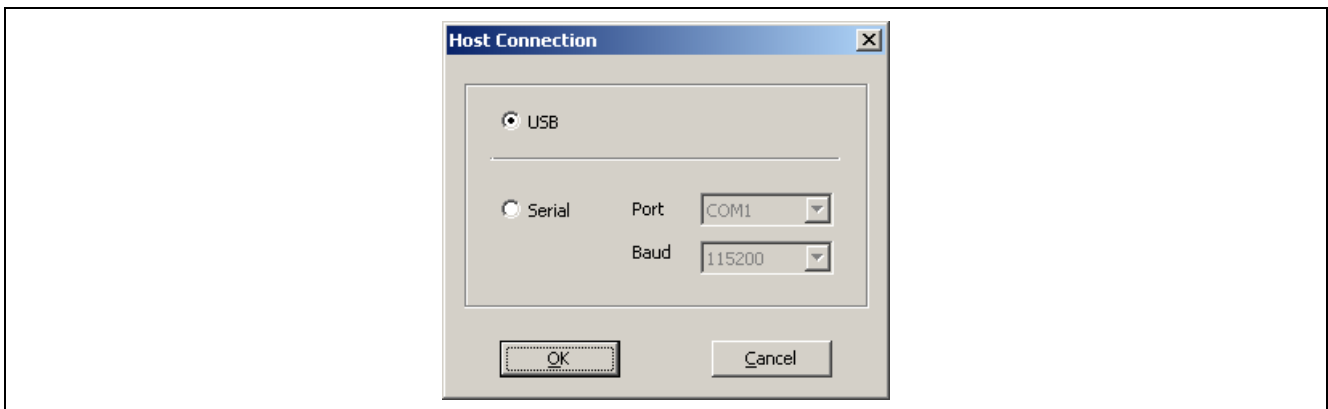 Host Connection
USB
Serial Port COM1
Baud 115200
OK Cancel